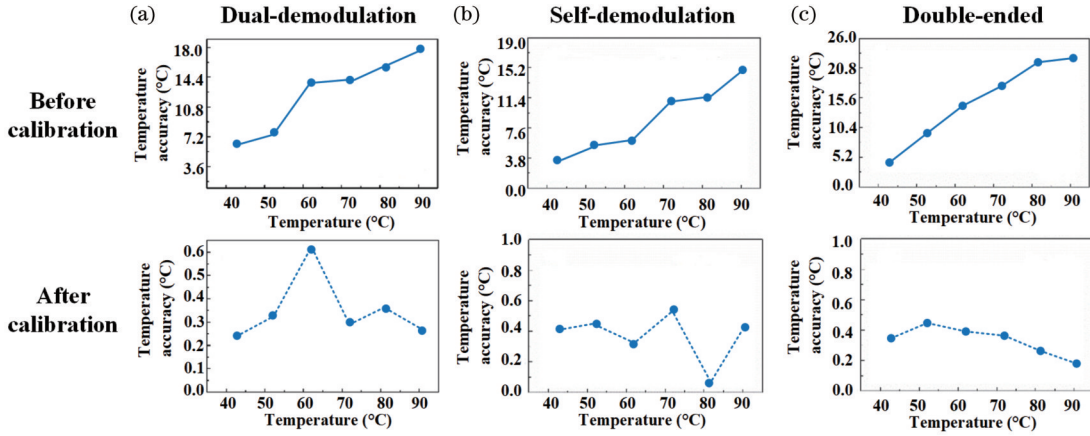 (a) Dual-demodulation
(b) Self-demodulation
(c) Double-ended
Before
calibration
Temperature
accuracy (°C)
18.0
14.4
10.8
7.2
3.6
40 50 60 70 80 90
Temperature (°C)
Temperature
accuracy (°C)
19.0
15.2
11.4
7.6
3.8
0.0
40 50 60 70 80 90
Temperature (°C)
Temperature
accuracy (°C)
26.0
20.8
15.6
10.4
5.2
0.0
40 50 60 70 80 90
Temperature (°C)
After
calibration
Temperature
accuracy (°C)
0.6
0.5
0.4
0.3
0.2
0.1
0.0
40 50 60 70 80 90
Temperature (°C)
Temperature
accuracy (°C)
1.0
0.8
0.6
0.4
0.2
0.0
40 50 60 70 80 90
Temperature (°C)
Temperature
accuracy (°C)
1.0
0.8
0.6
0.4
0.2
0.0
40 50 60 70 80 90
Temperature (°C)